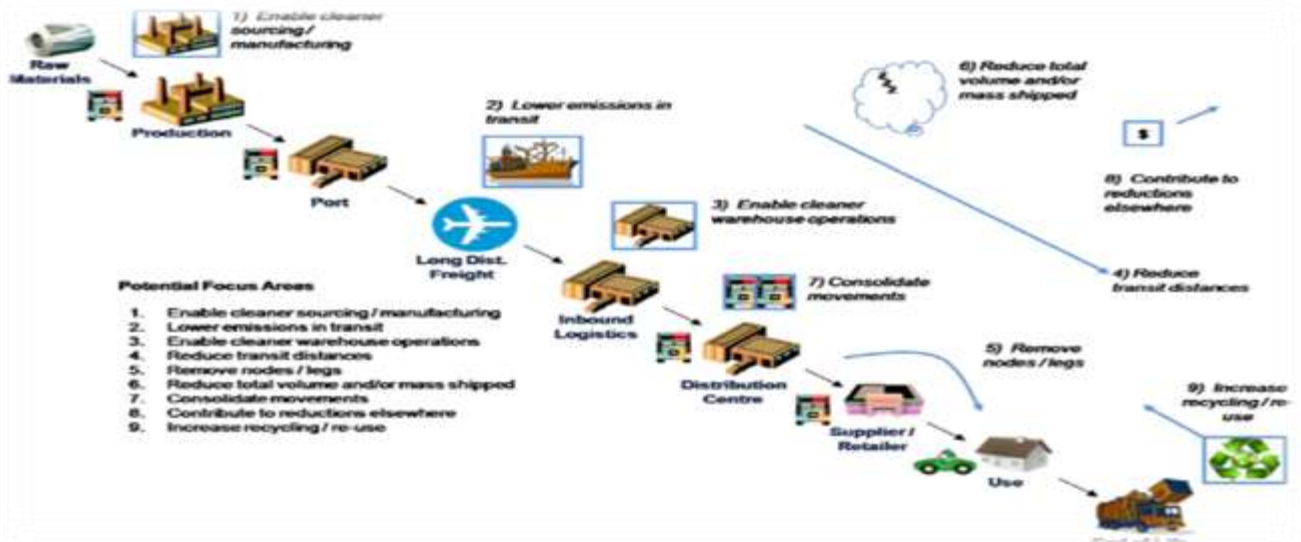 1) Enable cleaner
sourcing /
manufacturing
Raw
Materials
Production
2) Lower emissions in
transit
6) Reduce total
volume and/or
mass shipped
$
Port
8) Contribute to
reductions
elsewhere
3) Enable cleaner
warehouse operations
Long Dist.
Freight
4) Reduce
transit distances
7) Consolidate
movements
Potential Focus Areas
1. Enable cleaner sourcing / manufacturing
2. Lower emissions in transit
3. Enable cleaner warehouse operations
4. Reduce transit distances
5. Remove nodes / legs
6. Reduce total volume and/or mass shipped
7. Consolidate movements
8. Contribute to reductions elsewhere
9. Increase recycling / re-use
Inbound
Logistics
5) Remove
nodes / legs
Distribution
Centre
9) Increase
recycling / re-
use
Supplier /
Retailer
Use